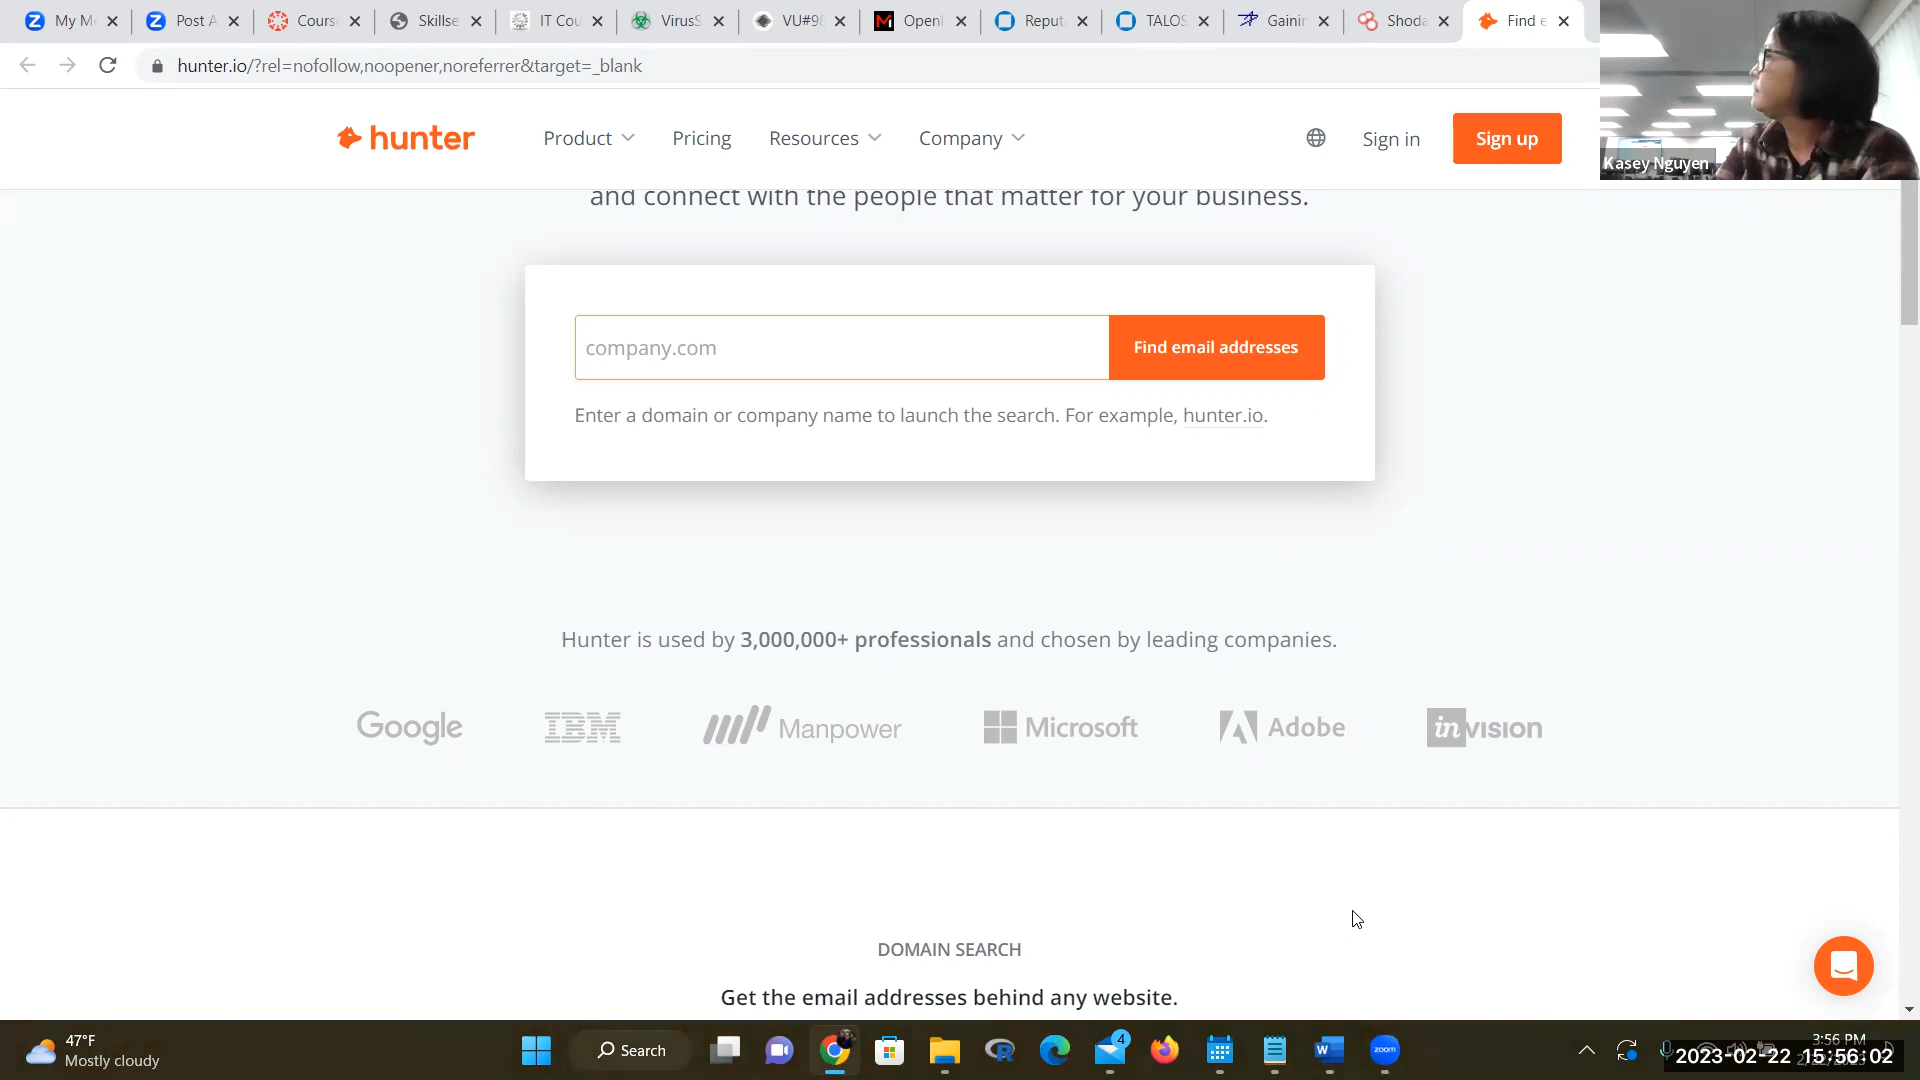 My M
Post A
Cours
Skillse
IT Cou
VirusS
VU#98
Open
Reput
TALOS
Gainin
Shoda
Find e
hunter.io/?rel=nofollow,noopener,noreferrer&target=_blank
hunter
Product
Pricing
Resources
Company
Sign in
Sign up
Kasey Nguyen
and connect with the people that matter for your business.
company.com
Find email addresses
Enter a domain or company name to launch the search. For example, hunter.io.
Hunter is used by 3,000,000+ professionals and chosen by leading companies.
Google
IBM
Manpower
Microsoft
Adobe
invision
DOMAIN SEARCH
Get the email addresses behind any website.
47°F
Mostly cloudy
Search
4
zoom
3:56 PM
2023-02-22 15:56:02